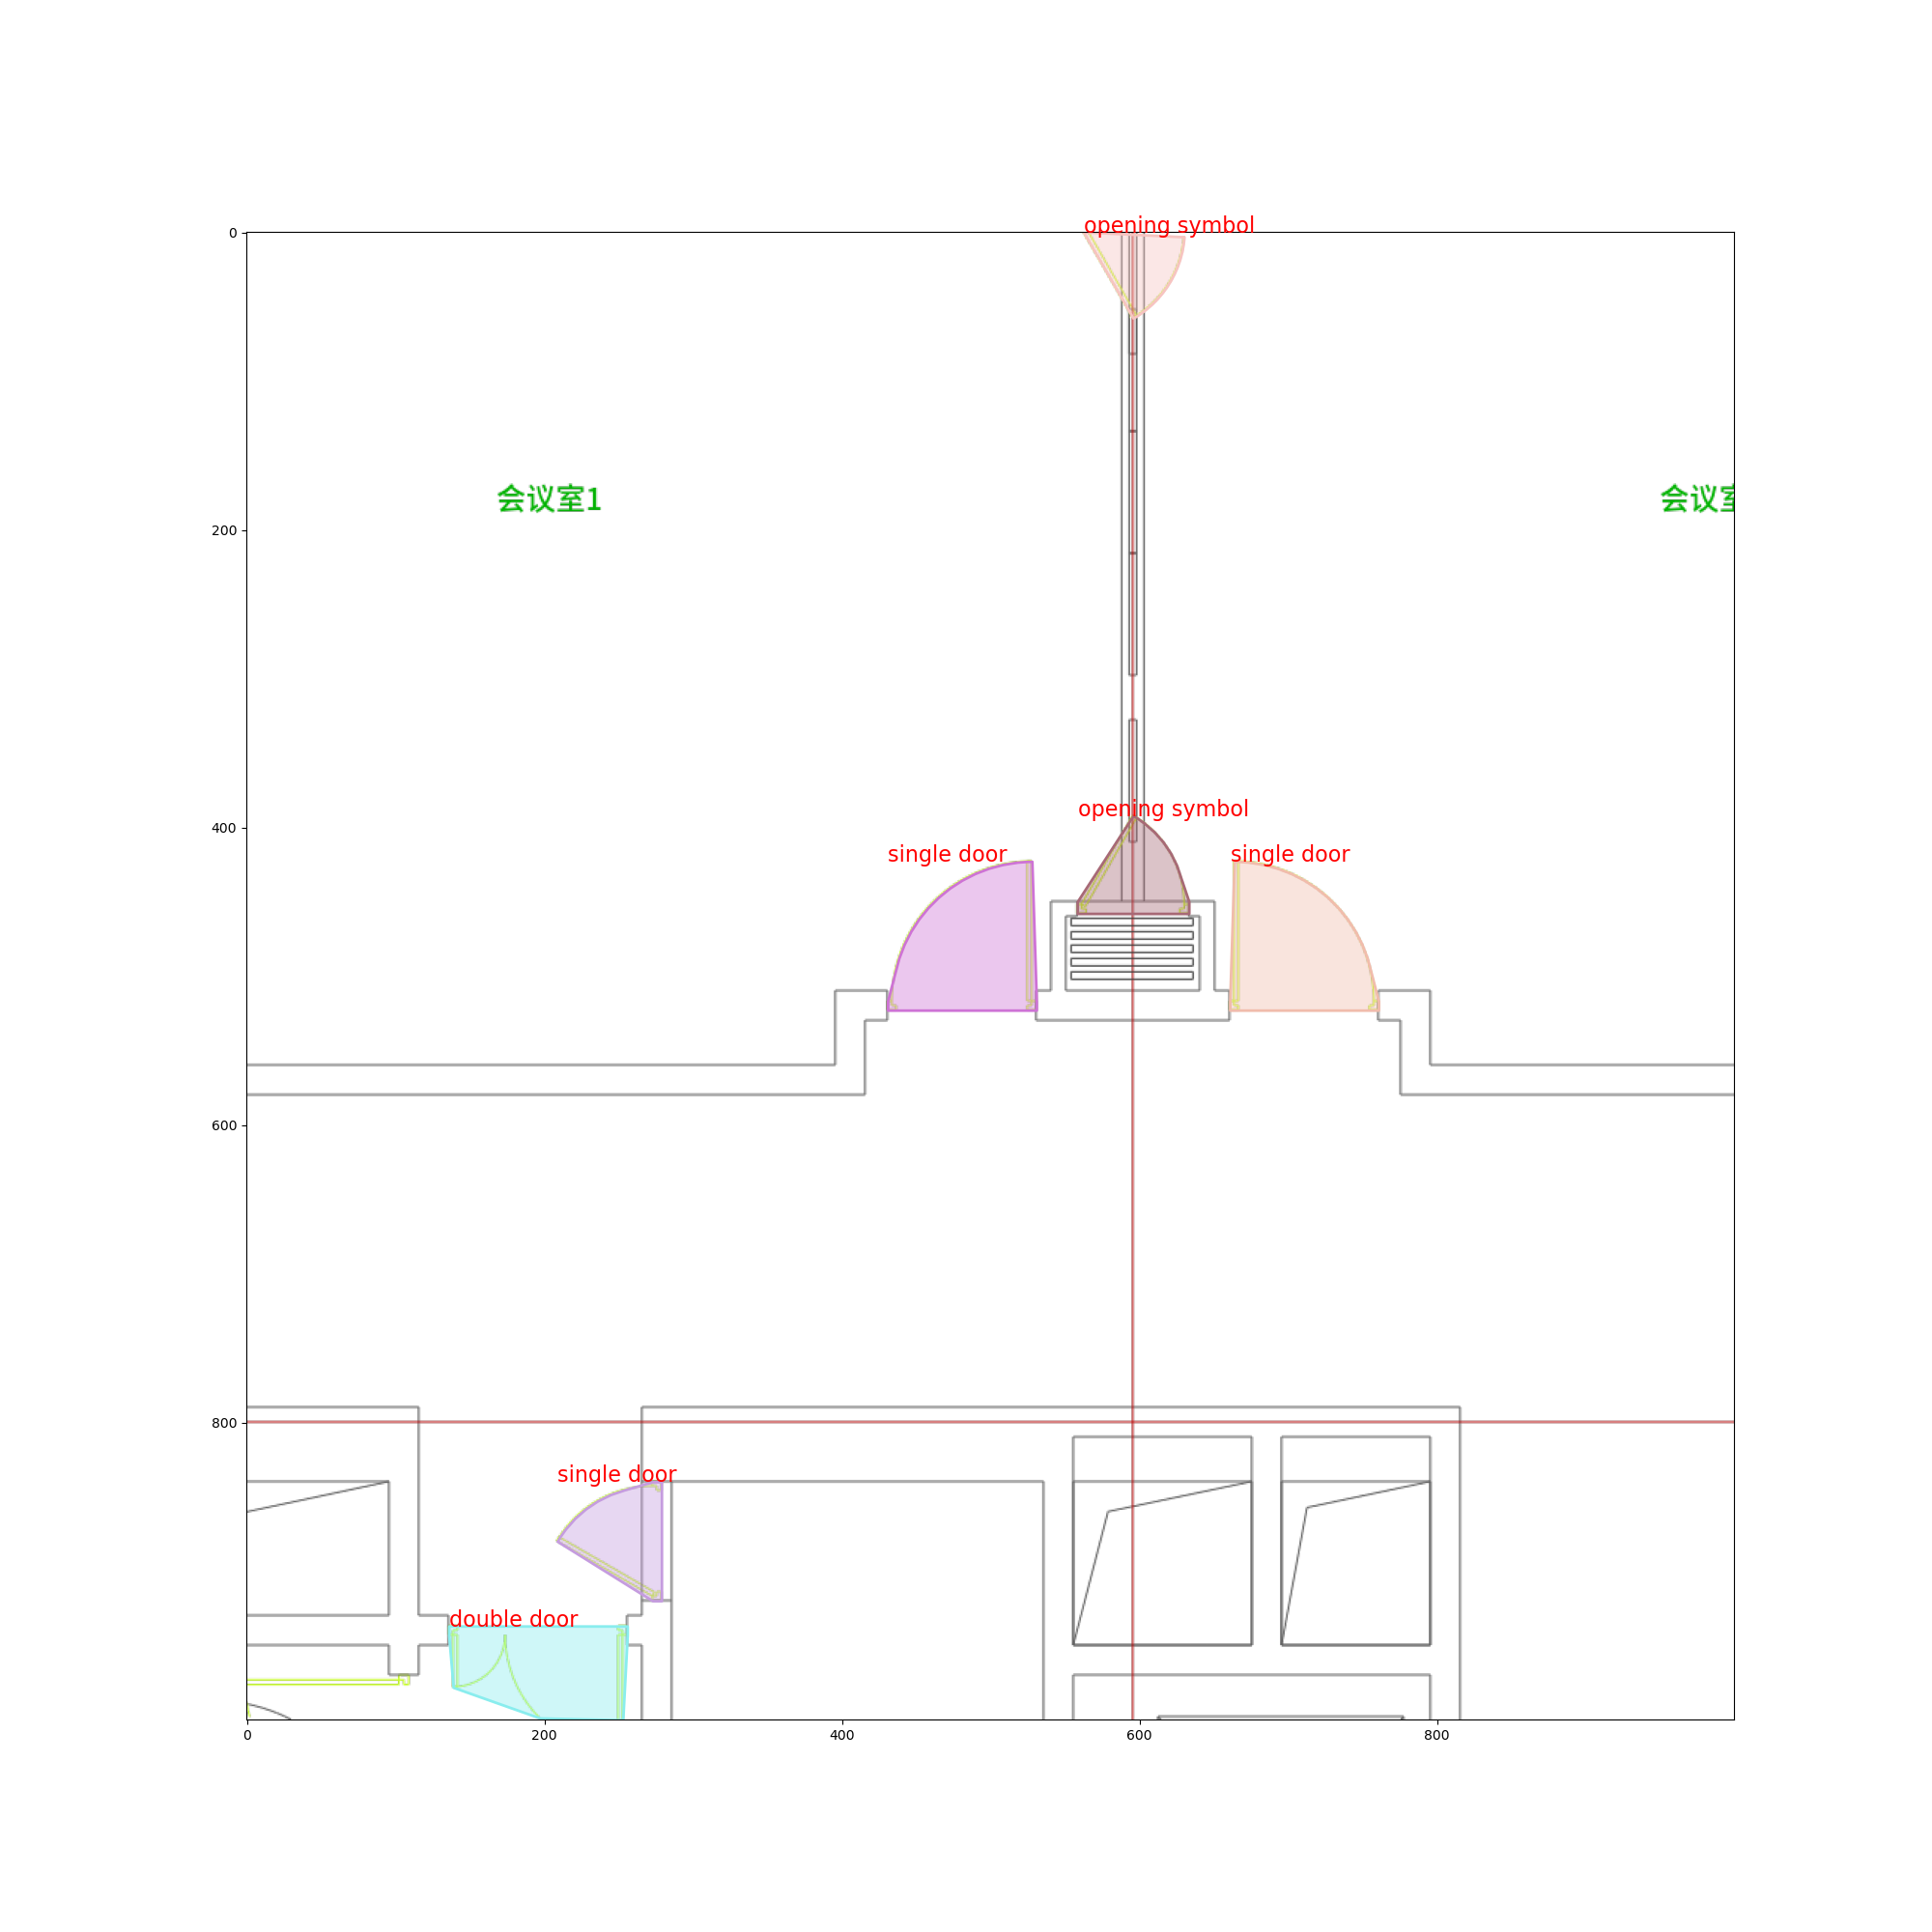 opening symbol
0
会议室1
会议室
200
opening symbol
400
single door
single door
600
800
single door
double door
0
200
400
600
800